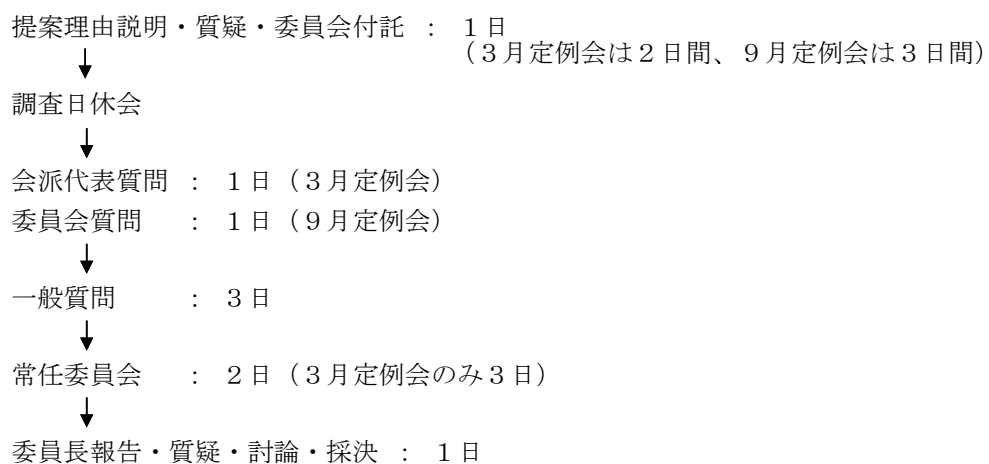 提案理由説明・質疑・委員会付託 : 1日
（3月定例会は2日間、9月定例会は3日間）
調査日休会
会派代表質問 : 1日（3月定例会）
委員会質問 : 1日（9月定例会）
一般質問 : 3日
常任委員会 : 2日（3月定例会のみ3日）
委員長報告・質疑・討論・採決 : 1日